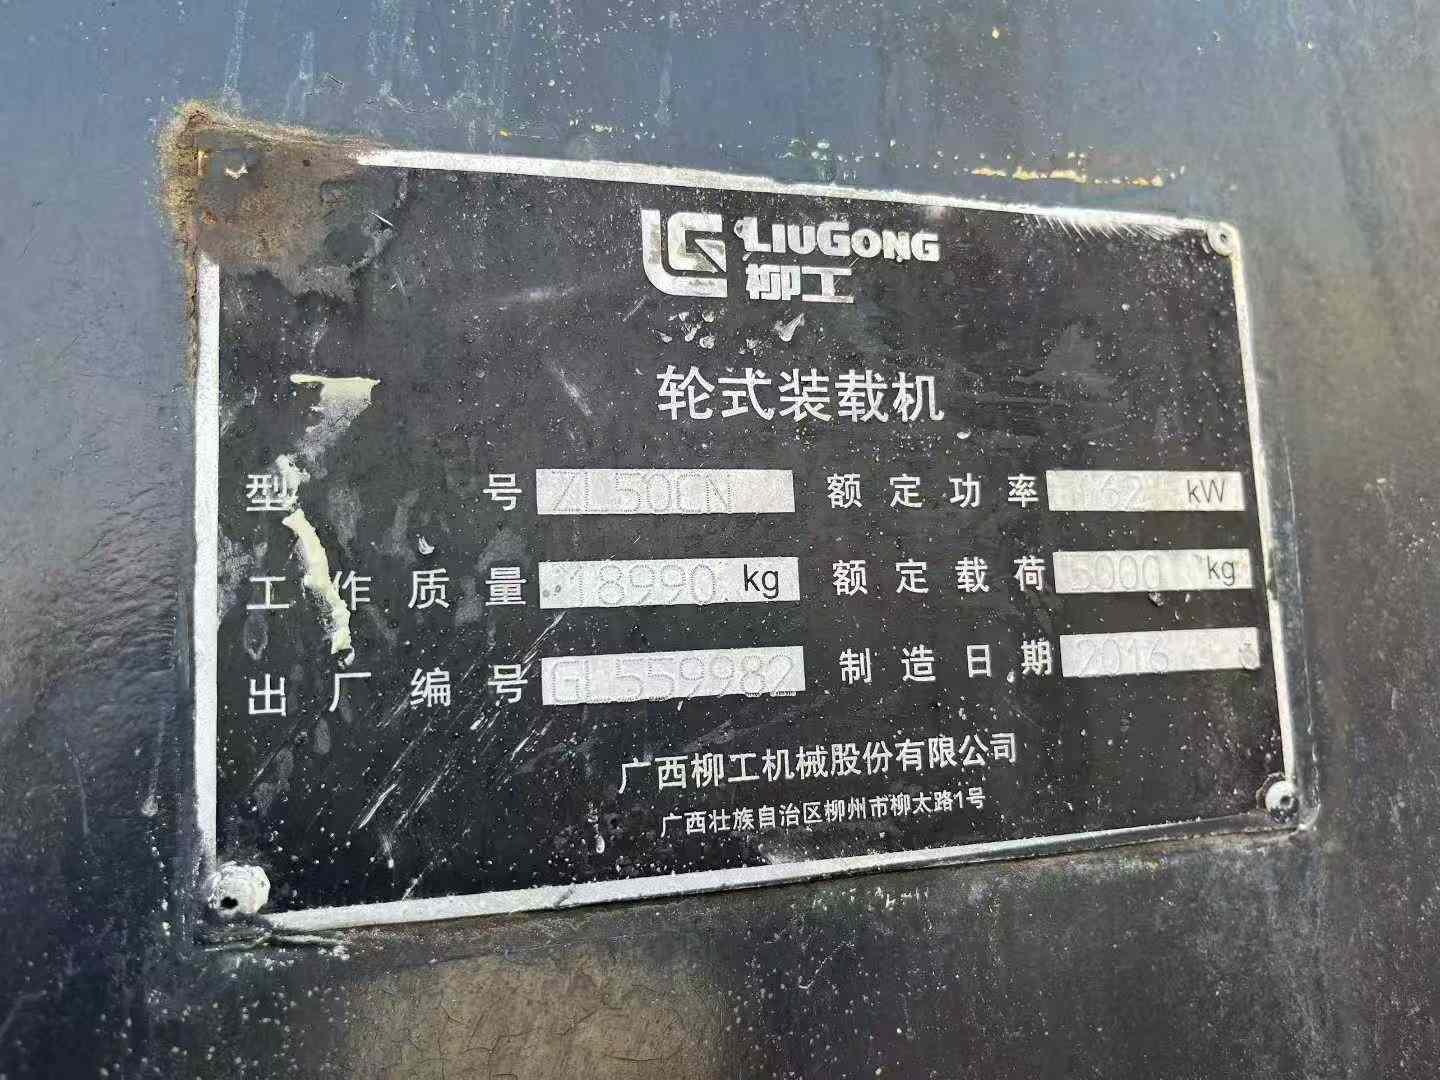 LIUGONG
柳工
轮式装载机
型号 ZL50CN 额定功率 162 kW
工作质量 18990 kg 额定载荷 5000 kg
出厂编号 GL559982 制造日期 2016
广西柳工机械股份有限公司
广西壮族自治区柳州市柳太路1号